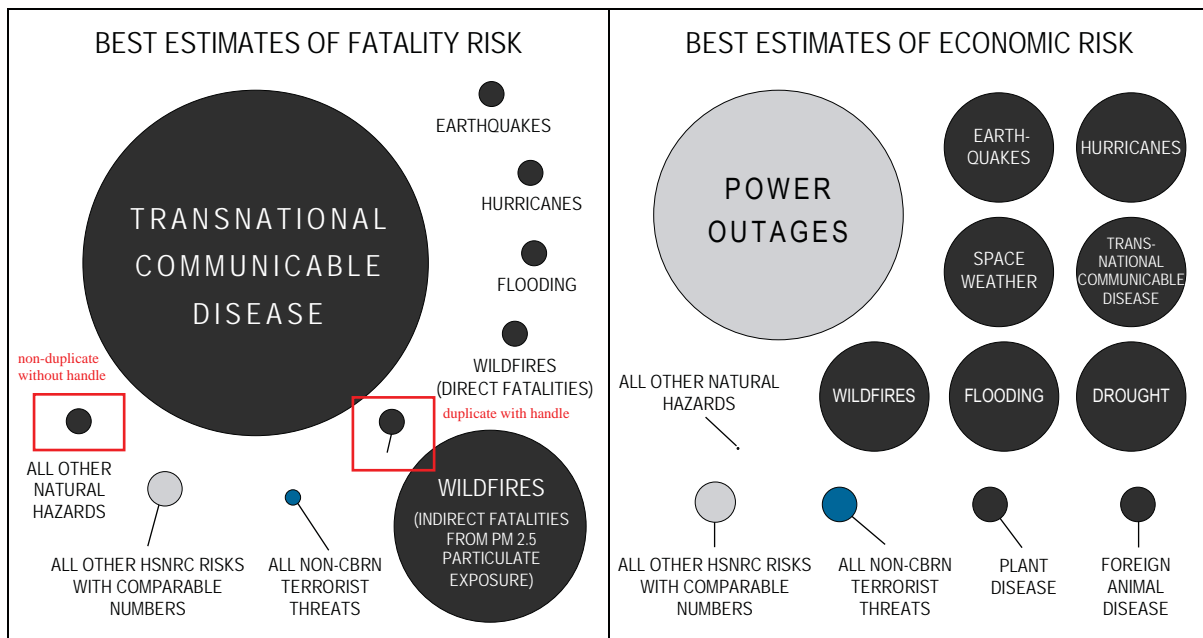 BEST ESTIMATES OF FATALITY RISK
EARTHQUAKES
HURRICANES
TRANSNATIONAL
COMMUNICABLE
DISEASE
FLOODING
WILDFIRES
(DIRECT FATALITIES)
non-duplicate
without handle
duplicate with handle
ALL OTHER
NATURAL
HAZARDS
WILDFIRES
(INDIRECT FATALITIES
FROM PM 2.5
PARTICULATE
EXPOSURE)
ALL OTHER HSNRC RISKS
WITH COMPARABLE
NUMBERS
ALL NON-CBRN
TERRORIST
THREATS
BEST ESTIMATES OF ECONOMIC RISK
POWER
OUTAGES
EARTH-
QUAKES
HURRICANES
SPACE
WEATHER
TRANS-
NATIONAL
COMMUNICABLE
DISEASE
ALL OTHER NATURAL
HAZARDS
WILDFIRES
FLOODING
DROUGHT
ALL OTHER HSNRC RISKS
WITH COMPARABLE
NUMBERS
ALL NON-CBRN
TERRORIST
THREATS
PLANT
DISEASE
FOREIGN
ANIMAL
DISEASE